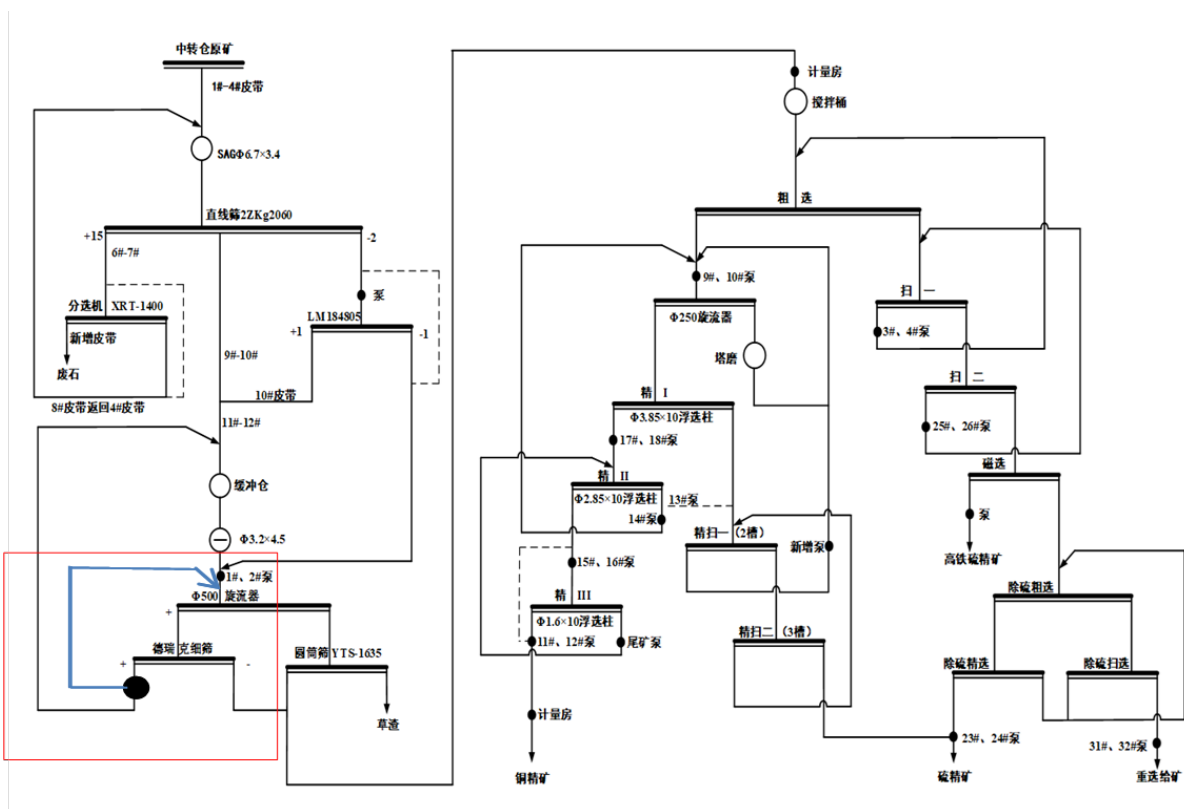 中转仓原矿
1#-4#皮带
SAGΦ6.7×3.4
直线筛2ZKg2060
+15
-2
6#-7#
分选机 XRT-1400
新增皮带
废石
8#皮带返回4#皮带
9#-10#
10#皮带
11#-12#
泵
LM184805
+1
-1
缓冲仓
Φ3.2×4.5
1#、2#泵
Φ500 旋流器
+
德瑞克细筛
+
-
圆筒筛YTS-1635
草渣
计量房
搅拌桶
粗 选
9#、10#泵
Φ250旋流器
塔磨
精 I
Φ3.85×10浮选柱
17#、18#泵
精 II
Φ2.85×10浮选柱
13#泵
14#泵
15#、16#泵
精 III
Φ1.6×10浮选柱
11#、12#泵
尾矿泵
计量房
铜精矿
精扫一（2槽）
新增泵
精扫二（3槽）
扫 一
3#、4#泵
扫 二
25#、26#泵
磁选
泵
高铁硫精矿
除硫粗选
除硫精选
除硫扫选
23#、24#泵
硫精矿
31#、32#泵
重选给矿